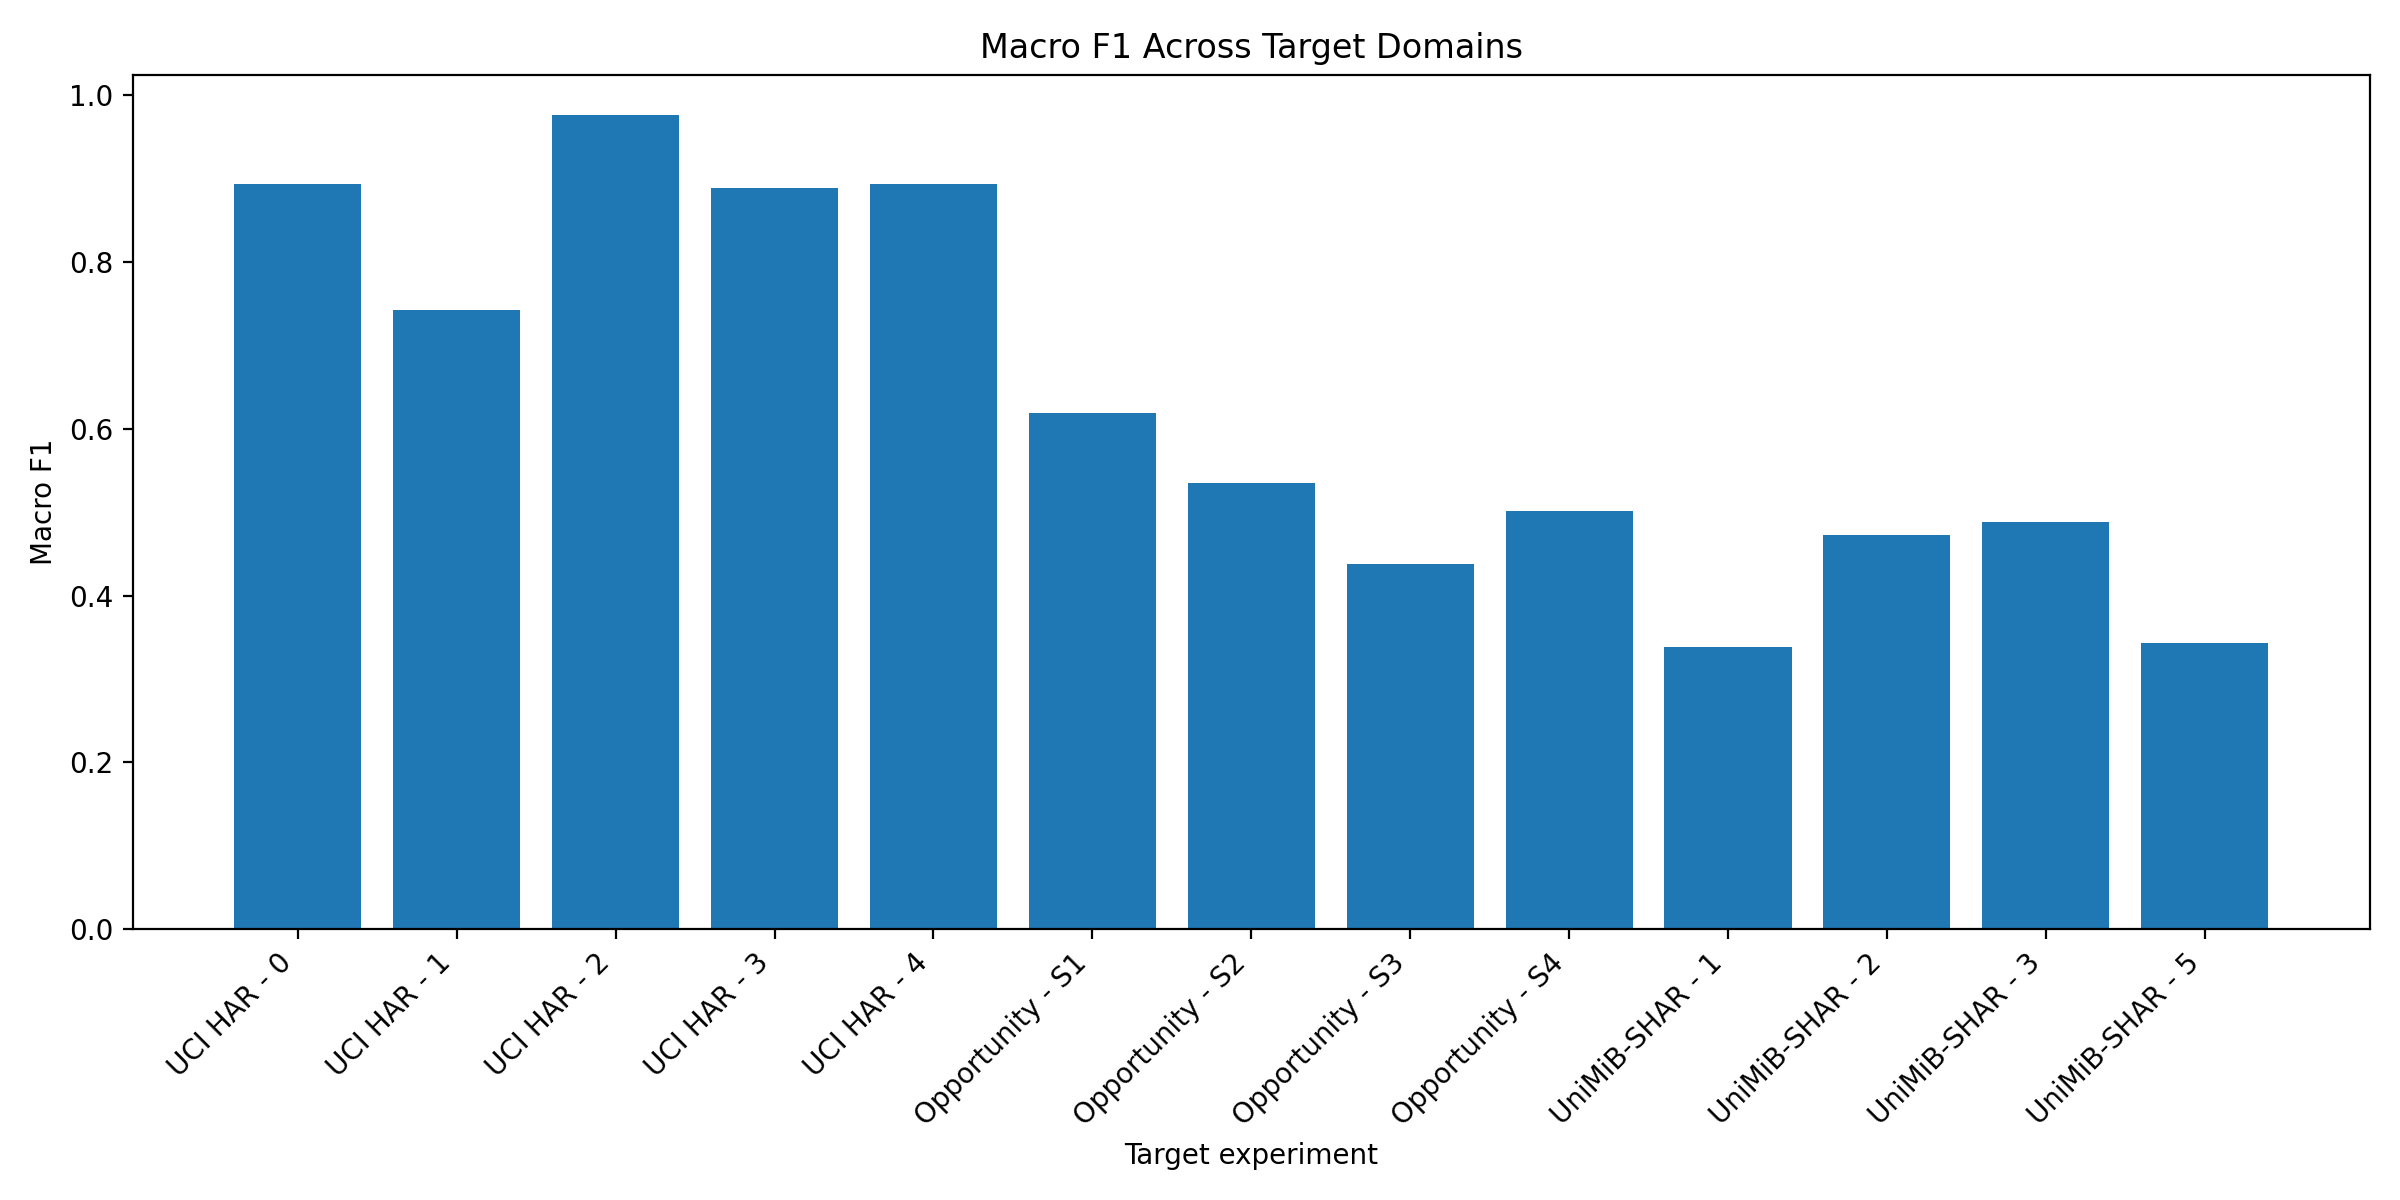 Macro F1 Across Target Domains
Macro F1
1.0
0.8
0.6
0.4
0.2
0.0
UCI HAR - 0
UCI HAR - 1
UCI HAR - 2
UCI HAR - 3
UCI HAR - 4
Opportunity - S1
Opportunity - S2
Opportunity - S3
Opportunity - S4
UniMiB-SHAR - 1
UniMiB-SHAR - 2
UniMiB-SHAR - 3
UniMiB-SHAR - 5
Target experiment